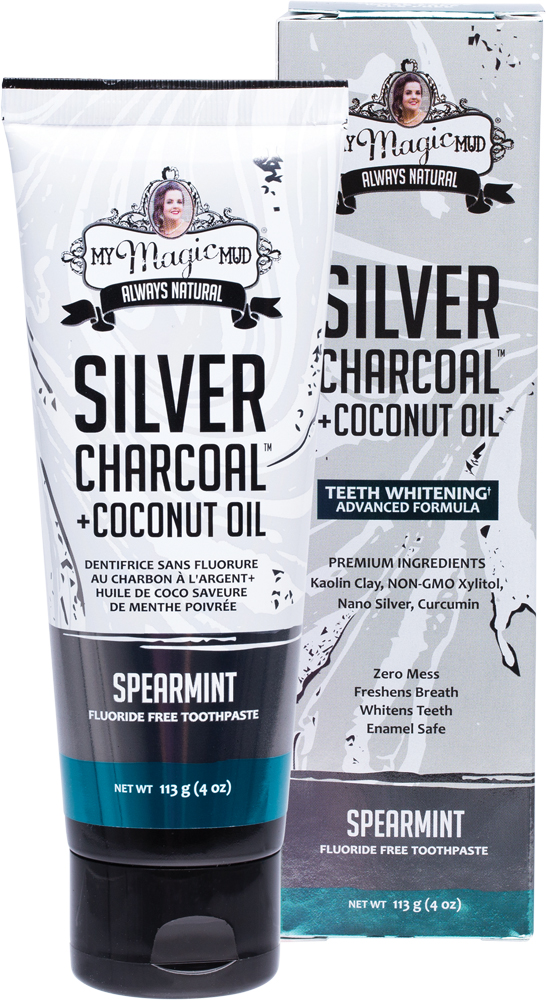 MY Magic MUD
ALWAYS NATURAL
SILVER
CHARCOAL™
+COCONUT OIL
DENTIFRICE SANS FLUORURE
AU CHARBON À L'ARGENT+
HUILE DE COCO SAVEURE
DE MENTHE POIVRÉE
SPEARMINT
FLUORIDE FREE TOOTHPASTE
NET WT 113 g (4 oz)
Y Magic MUD
ALWAYS NATURAL
SILVER
CHARCOAL™
+COCONUT OIL
TEETH WHITENING†
ADVANCED FORMULA
PREMIUM INGREDIENTS
Kaolin Clay, NON-GMO Xylitol,
Nano Silver, Curcumin
Zero Mess
Freshens Breath
Whitens Teeth
Enamel Safe
SPEARMINT
FLUORIDE FREE TOOTHPASTE
NET WT 113 g (4 oz)